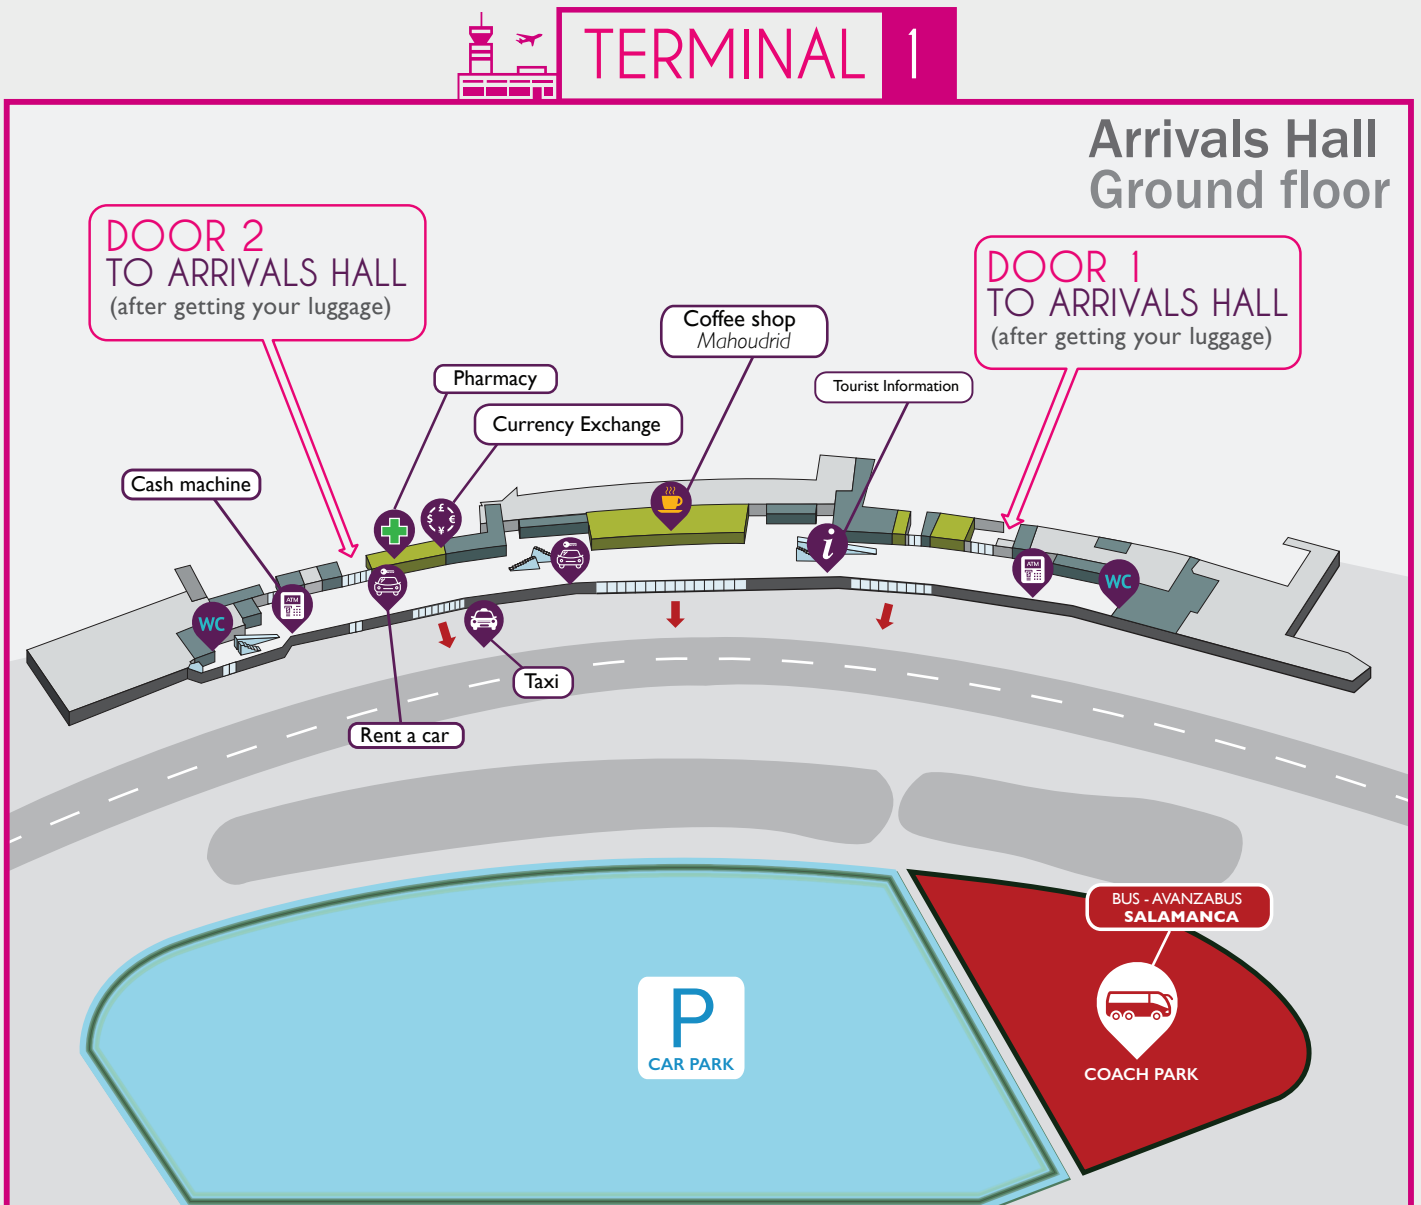 TERMINAL 1
Arrivals Hall
Ground floor
DOOR 2
TO ARRIVALS HALL
(after getting your luggage)
DOOR 1
TO ARRIVALS HALL
(after getting your luggage)
Coffee shop
Mahoudrid
Pharmacy
Tourist Information
Currency Exchange
Cash machine
£
$ €
¥
i
ATM
WC
ATM
WC
Taxi
Rent a car
BUS - AVANZABUS
SALAMANCA
P
CAR PARK
COACH PARK